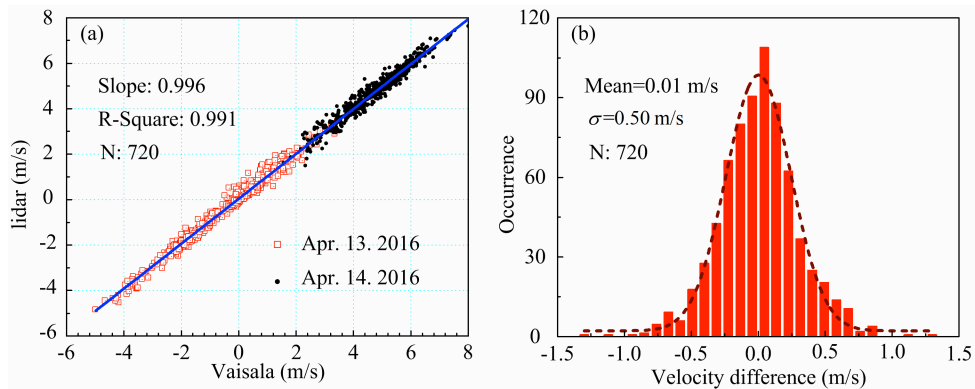 (a)
Slope: 0.996
R-Square: 0.991
N: 720
Apr. 13. 2016
Apr. 14. 2016
8
6
4
2
0
-2
-4
6
lidar (m/s)
-6 -4 -2 0 2 4 6 8
Vaisala (m/s)
(b)
Mean=0.01 m/s
σ=0.50 m/s
N: 720
120
90
60
30
0
Occurrence
-1.5 -1.0 -0.5 0.0 0.5 1.0 1.5
Velocity difference (m/s)